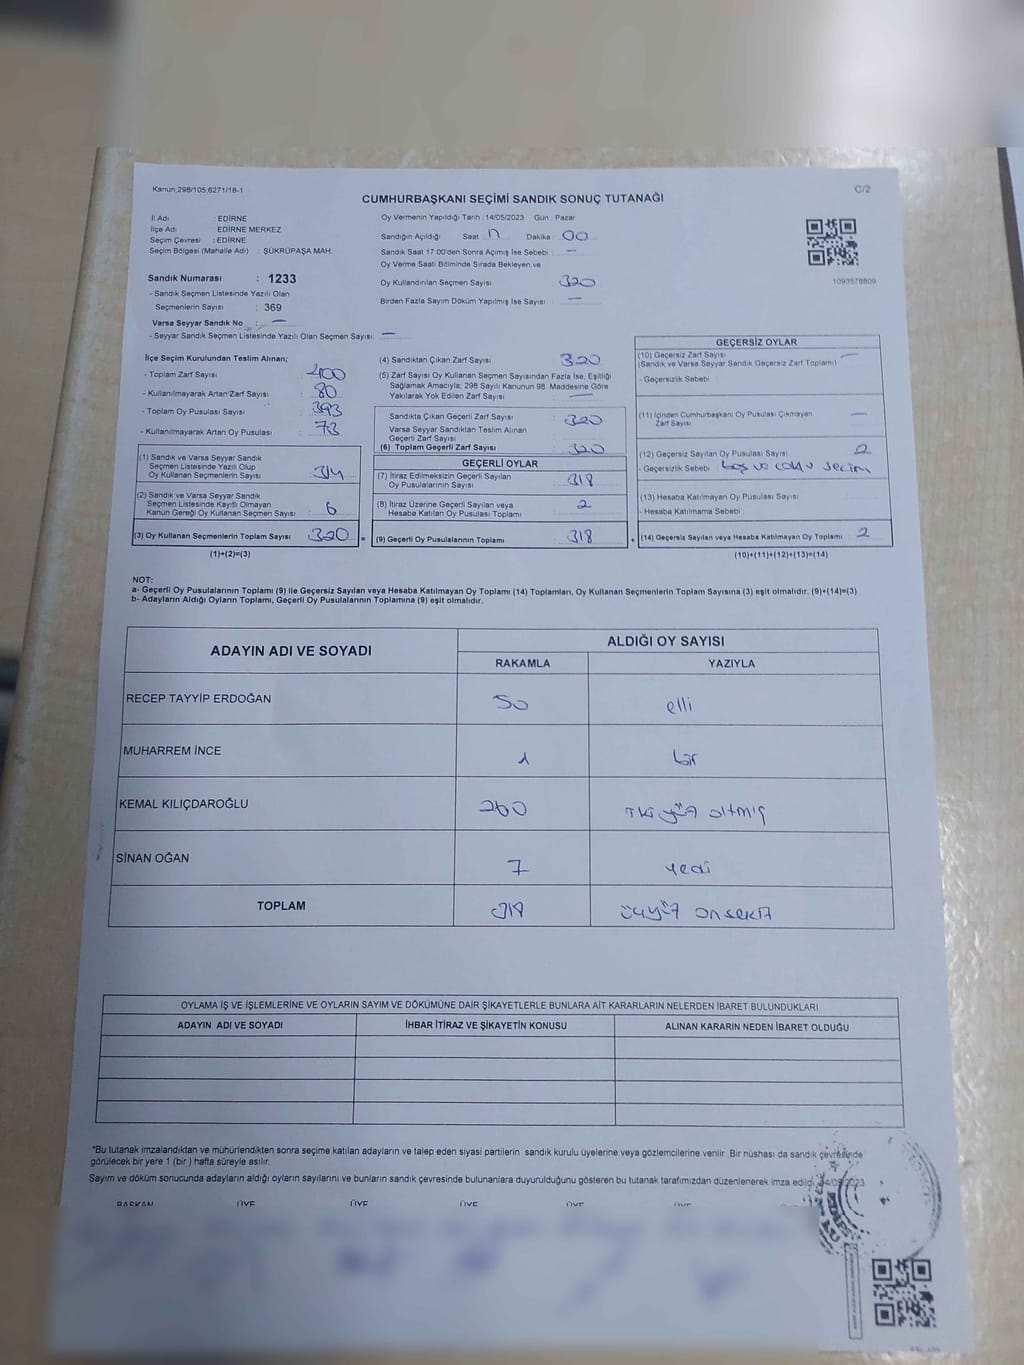 Kanun:298/105;6271/18-1
C/2
CUMHURBAŞKANI SEÇİMİ SANDIK SONUÇ TUTANAĞI
İl Adı : EDİRNE
İlçe Adı : EDİRNE MERKEZ
Seçim Çevresi : EDİRNE
Seçim Bölgesi (Mahalle Adı) : ŞÜKRÜPAŞA MAH.
Sandık Numarası : 1233
- Sandık Seçmen Listesinde Yazılı Olan
Seçmenlerin Sayısı : 369
Varsa Seyyar Sandık No : —
- Seyyar Sandık Seçmen Listesinde Yazılı Olan Seçmen Sayısı: —
Oy Vermenin Yapıldığı Tarih : 14/05/2023 Gün : Pazar
Sandığın Açıldığı Saat 17 Dakika : 00
Sandık Saat 17:00'den Sonra Açılmış İse Sebebi : —
Oy Verme Saati Bitiminde Sırada Bekleyen ve
Oy Kullandırılan Seçmen Sayısı 320
Birden Fazla Sayım Döküm Yapılmış İse Sayısı : —
1093578809
İlçe Seçim Kurulundan Teslim Alınan;
- Toplam Zarf Sayısı : 400
- Kullanılmayarak Artan Zarf Sayısı : 80
- Toplam Oy Pusulası Sayısı : 393
- Kullanılmayarak Artan Oy Pusulası : 73
(1) Sandık ve Varsa Seyyar Sandık
Seçmen Listesinde Yazılı Olup
Oy Kullanan Seçmenlerin Sayısı : 314
(2) Sandık ve Varsa Seyyar Sandık
Seçmen Listesinde Kayıtlı Olmayan
Kanun Gereği Oy Kullanan Seçmen Sayısı : 6
(3) Oy Kullanan Seçmenlerin Toplam Sayısı : 320
(1)+(2)=(3)
(4) Sandıktan Çıkan Zarf Sayısı : 320
(5) Zarf Sayısı Oy Kullanan Seçmen Sayısından Fazla İse, Eşitliği
Sağlamak Amacıyla; 298 Sayılı Kanunun 98. Maddesine Göre
Yakılarak Yok Edilen Zarf Sayısı : —
Sandıkta Çıkan Geçerli Zarf Sayısı : 320
Varsa Seyyar Sandıktan Teslim Alınan
Geçerli Zarf Sayısı :
(6) Toplam Geçerli Zarf Sayısı : 320
GEÇERLİ OYLAR
(7) İtiraz Edilmeksizin Geçerli Sayılan
Oy Pusulalarının Sayısı : 318
(8) İtiraz Üzerine Geçerli Sayılan veya
Hesaba Katılan Oy Pusulası Toplamı : 2
= (9) Geçerli Oy Pusulalarının Toplamı : 318
GEÇERSİZ OYLAR
(10) Geçersiz Zarf Sayısı : —
(Sandık ve Varsa Seyyar Sandık Geçersiz Zarf Toplamı)
- Geçersizlik Sebebi :
(11) İçinden Cumhurbaşkanı Oy Pusulası Çıkmayan
Zarf Sayısı : —
(12) Geçersiz Sayılan Oy Pusulası Sayısı : 2
- Geçersizlik Sebebi : boş ve seçim
(13) Hesaba Katılmayan Oy Pusulası Sayısı :
- Hesaba Katılmama Sebebi :
+ (14) Geçersiz Sayılan veya Hesaba Katılmayan Oy Toplamı : 2
(10)+(11)+(12)+(13)=(14)
NOT:
a- Geçerli Oy Pusulalarının Toplamı (9) ile Geçersiz Sayılan veya Hesaba Katılmayan Oy Toplamı (14) Toplamları, Oy Kullanan Seçmenlerin Toplam Sayısına (3) eşit olmalıdır. (9)+(14)=(3)
b- Adayların Aldığı Oyların Toplamı, Geçerli Oy Pusulalarının Toplamına (9) eşit olmalıdır.
ADAYIN ADI VE SOYADI
ALDIĞI OY SAYISI
RAKAMLA YAZIYLA
RECEP TAYYİP ERDOĞAN 50 elli
MUHARREM İNCE 1 bir
KEMAL KILIÇDAROĞLU 260 ikiyüz altmış
SİNAN OĞAN 7 yedi
TOPLAM 318 üçyüz onsekiz
OYLAMA İŞ VE İŞLEMLERİNE VE OYLARIN SAYIM VE DÖKÜMÜNE DAİR ŞİKAYETLERLE BUNLARA AİT KARARLARIN NELERDEN İBARET BULUNDUKLARI
ADAYIN ADI VE SOYADI İHBAR İTİRAZ VE ŞİKAYETİN KONUSU ALINAN KARARIN NEDEN İBARET OLDUĞU
*Bu tutanak imzalandıktan ve mühürlendikten sonra seçime katılan adayların ve talep eden siyasi partilerin sandık kurulu üyelerine veya gözlemcilerine verilir. Bir nüshası da sandık çevresinde
görülecek bir yere 1 (bir) hafta süreyle asılır.
Sayım ve döküm sonucunda adayların aldığı oyların sayılarını ve bunların sandık çevresinde bulunanlara duyurulduğunu gösteren bu tutanak tarafımızdan düzenlenerek imza edildi. 14/05/2023
BAŞKAN ÜYE ÜYE ÜYE ÜYE ÜYE